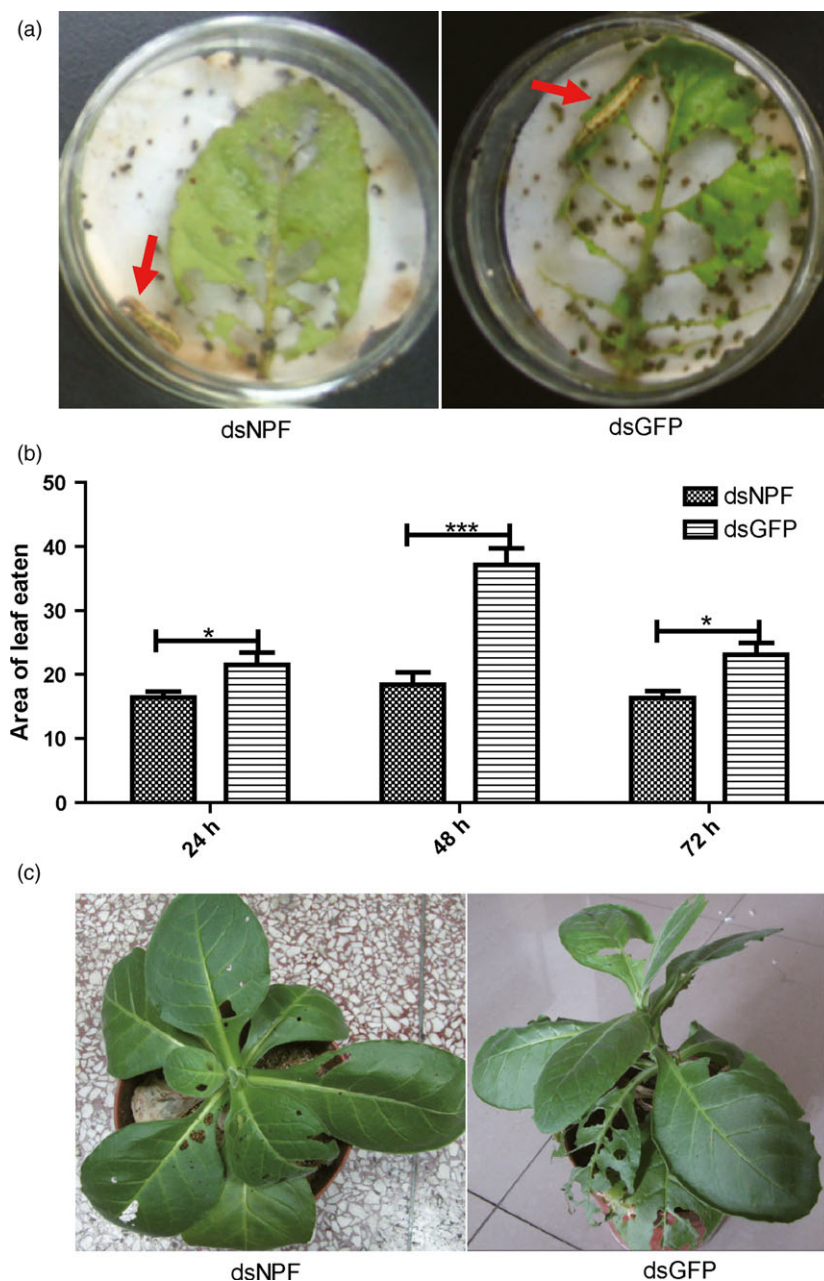 (a)
dsNPF
dsGFP
(b)
50
40
30
20
10
0
Area of leaf eaten
*
***
*
dsNPF
dsGFP
24 h
48 h
72 h
(c)
dsNPF
dsGFP